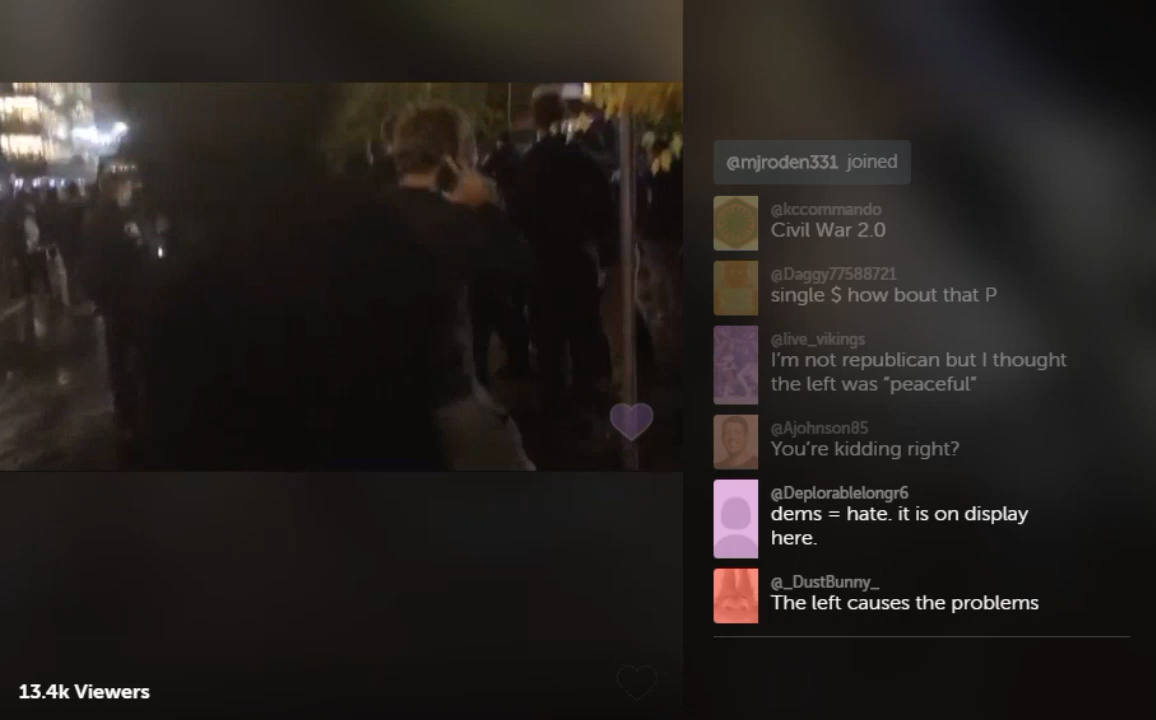 @mjroden331 joined
@kccommando
Civil War 2.0
@Daggy77588721
single $ how bout that P
@live_vikings
I'm not republican but I thought
the left was "peaceful"
@Ajohnson85
You're kidding right?
@Deplorablelongr6
dems = hate. it is on display
here.
@_DustBunny_
The left causes the problems
13.4k Viewers